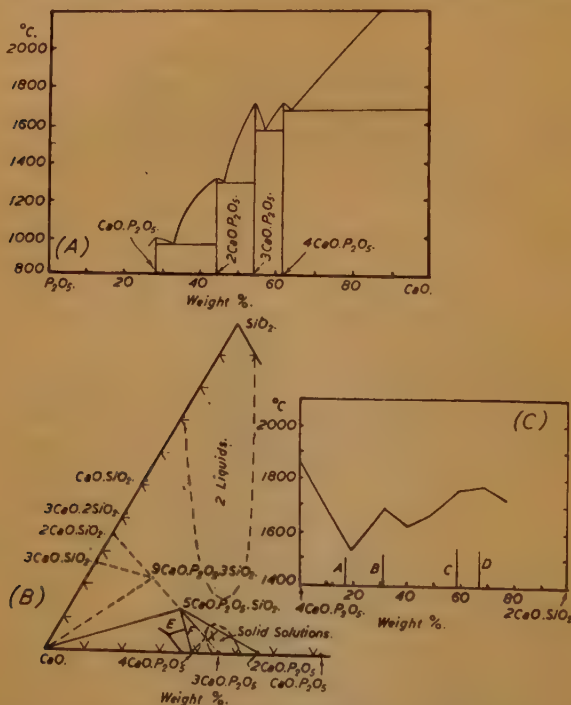 °C.
2000
1800
1600
1400
1200
1000
800
CaO.P₂O₅.
2CaO.P₂O₅.
3CaO.P₂O₅.
4CaO.P₂O₅.
(A)
P₂O₅.
20
40
60
80
CaO.
Weight %.
SiO₂.
2 Liquids.
CaO.SiO₂.
3CaO.2SiO₂.
2CaO.SiO₂.
3CaO.SiO₂.
9CaO.P₂O₅.3SiO₂.
5CaO.P₂O₅.SiO₂.
(B)
E
F
Solid Solutions.
CaO.
4CaO.P₂O₅
3CaO.P₂O₅
2CaO.P₂O₅
CaO.P₂O₅
Weight %.
°C
(C)
2000
1800
1600
1400
A
B
C
D
4CaO.P₂O₅.
20
40
60
80
2CaO.SiO₂
Weight %.